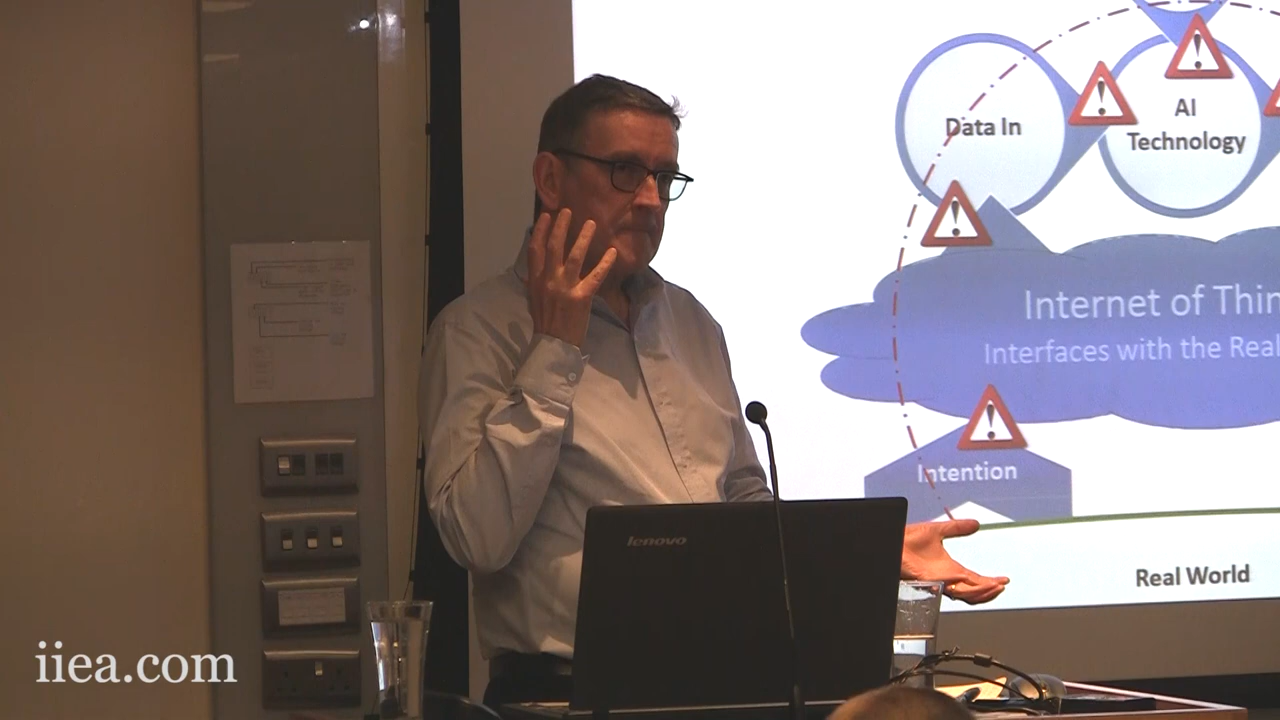 Data In
AI
Technology
!
!
!
!
Internet of Thin
Interfaces with the Real
Intention
Real World
lenovo
iiea.com